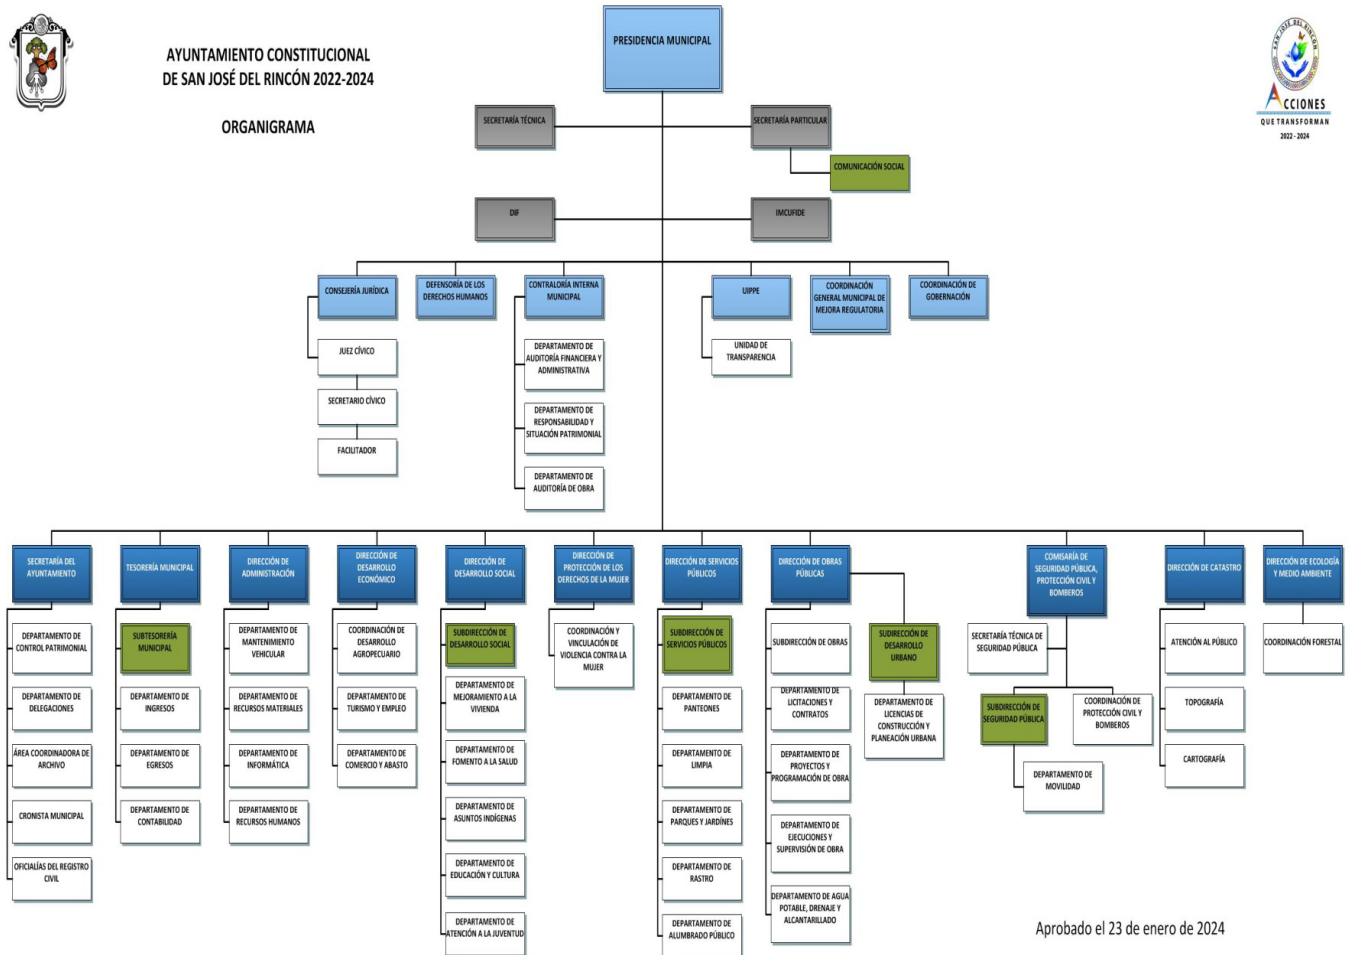 AYUNTAMIENTO CONSTITUCIONAL
DE SAN JOSÉ DEL RINCÓN 2022-2024
ORGANIGRAMA
PRESIDENCIA MUNICIPAL
SAN JOSÉ DEL RINCÓN
ACCIONES
QUE TRANSFORMAN
2022 - 2024
SECRETARÍA TÉCNICA
SECRETARÍA PARTICULAR
COMUNICACIÓN SOCIAL
DIF
IMCUFIDE
CONSEJERÍA JURÍDICA
DEFENSORÍA DE LOS
DERECHOS HUMANOS
CONTRALORÍA INTERNA
MUNICIPAL
UIPPE
COORDINACIÓN
GENERAL MUNICIPAL DE
MEJORA REGULATORIA
COORDINACIÓN DE
GOBERNACIÓN
JUEZ CÍVICO
SECRETARIO CÍVICO
FACILITADOR
DEPARTAMENTO DE
AUDITORÍA FINANCIERA Y
ADMINISTRATIVA
DEPARTAMENTO DE
RESPONSABILIDAD Y
SITUACIÓN PATRIMONIAL
DEPARTAMENTO DE
AUDITORÍA DE OBRA
UNIDAD DE
TRANSPARENCIA
SECRETARÍA DEL
AYUNTAMIENTO
DEPARTAMENTO DE
CONTROL PATRIMONIAL
DEPARTAMENTO DE
DELEGACIONES
ÁREA COORDINADORA DE
ARCHIVO
CRONISTA MUNICIPAL
OFICIALÍAS DEL REGISTRO
CIVIL
TESORERÍA MUNICIPAL
SUBTESORERÍA
MUNICIPAL
DEPARTAMENTO DE
INGRESOS
DEPARTAMENTO DE
EGRESOS
DEPARTAMENTO DE
CONTABILIDAD
DIRECCIÓN DE
ADMINISTRACIÓN
DEPARTAMENTO DE
MANTENIMIENTO
VEHICULAR
DEPARTAMENTO DE
RECURSOS MATERIALES
DEPARTAMENTO DE
INFORMÁTICA
DEPARTAMENTO DE
RECURSOS HUMANOS
DIRECCIÓN DE
DESARROLLO
ECONÓMICO
COORDINACIÓN DE
DESARROLLO
AGROPECUARIO
DEPARTAMENTO DE
TURISMO Y EMPLEO
DEPARTAMENTO DE
COMERCIO Y ABASTO
DIRECCIÓN DE
DESARROLLO SOCIAL
SUBDIRECCIÓN DE
DESARROLLO SOCIAL
DEPARTAMENTO DE
MEJORAMIENTO A LA
VIVIENDA
DEPARTAMENTO DE
FOMENTO A LA SALUD
DEPARTAMENTO DE
ASUNTOS INDÍGENAS
DEPARTAMENTO DE
EDUCACIÓN Y CULTURA
DEPARTAMENTO DE
ATENCIÓN A LA JUVENTUD
DIRECCIÓN DE
PROTECCIÓN DE LOS
DERECHOS DE LA MUJER
COORDINACIÓN Y
VINCULACIÓN DE
VIOLENCIA CONTRA LA
MUJER
DIRECCIÓN DE SERVICIOS
PÚBLICOS
SUBDIRECCIÓN DE
SERVICIOS PÚBLICOS
DEPARTAMENTO DE
PANTEONES
DEPARTAMENTO DE
LIMPIA
DEPARTAMENTO DE
PARQUES Y JARDÍNES
DEPARTAMENTO DE
RASTRO
DEPARTAMENTO DE
ALUMBRADO PÚBLICO
DIRECCIÓN DE OBRAS
PÚBLICAS
SUBDIRECCIÓN DE OBRAS
DEPARTAMENTO DE
LICITACIONES Y
CONTRATOS
DEPARTAMENTO DE
PROYECTOS Y
PROGRAMACIÓN DE OBRA
DEPARTAMENTO DE
EJECUCIONES Y
SUPERVISIÓN DE OBRA
DEPARTAMENTO DE AGUA
POTABLE, DRENAJE Y
ALCANTARILLADO
SUDIRECCIÓN DE
DESARROLLO
URBANO
DEPARTAMENTO DE
LICENCIAS DE
CONSTRUCCIÓN Y
PLANEACIÓN URBANA
COMISARÍA DE
SEGURIDAD PÚBLICA,
PROTECCIÓN CIVIL Y
BOMBEROS
SECRETARÍA TÉCNICA DE
SEGURIDAD PÚBLICA
SUBDIRECCIÓN DE
SEGURIDAD PÚBLICA
COORDINACIÓN DE
PROTECCIÓN CIVIL Y
BOMBEROS
DEPARTAMENTO DE
MOVILIDAD
DIRECCIÓN DE CATASTRO
ATENCIÓN AL PÚBLICO
TOPOGRAFÍA
CARTOGRAFÍA
DIRECCIÓN DE ECOLOGÍA
Y MEDIO AMBIENTE
COORDINACIÓN FORESTAL
Aprobado el 23 de enero de 2024